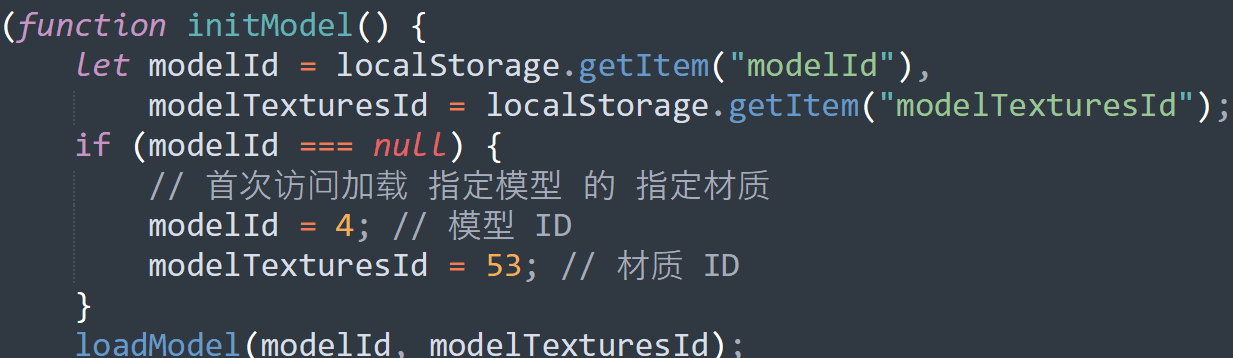 (function initModel() {
    let modelId = localStorage.getItem("modelId"),
        modelTexturesId = localStorage.getItem("modelTexturesId");
    if (modelId === null) {
        // 首次访问加载 指定模型 的 指定材质
        modelId = 4; // 模型 ID
        modelTexturesId = 53; // 材质 ID
    }
    loadModel(modelId, modelTexturesId);